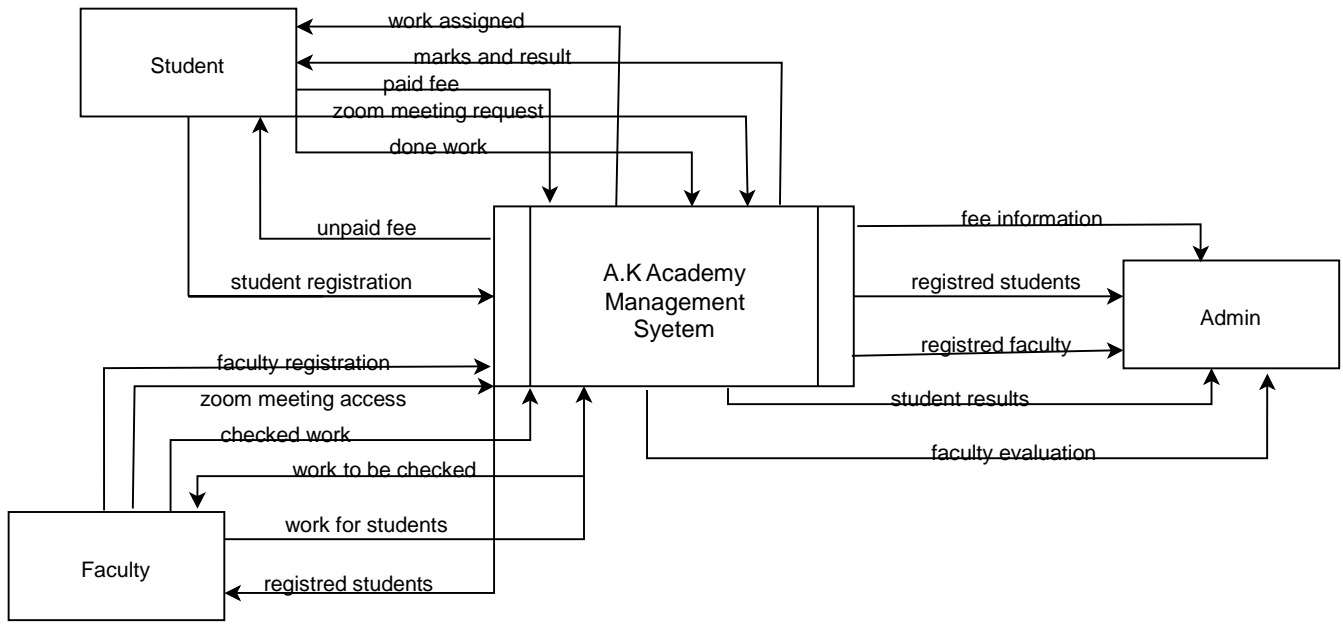 work assigned
Student
marks and result
paid fee
zoom meeting request
done work
unpaid fee
fee information
A.K Academy
Management
Syetem
student registration
registred students
Admin
registred faculty
faculty registration
zoom meeting access
student results
checked work
faculty evaluation
work to be checked
work for students
Faculty
registred students